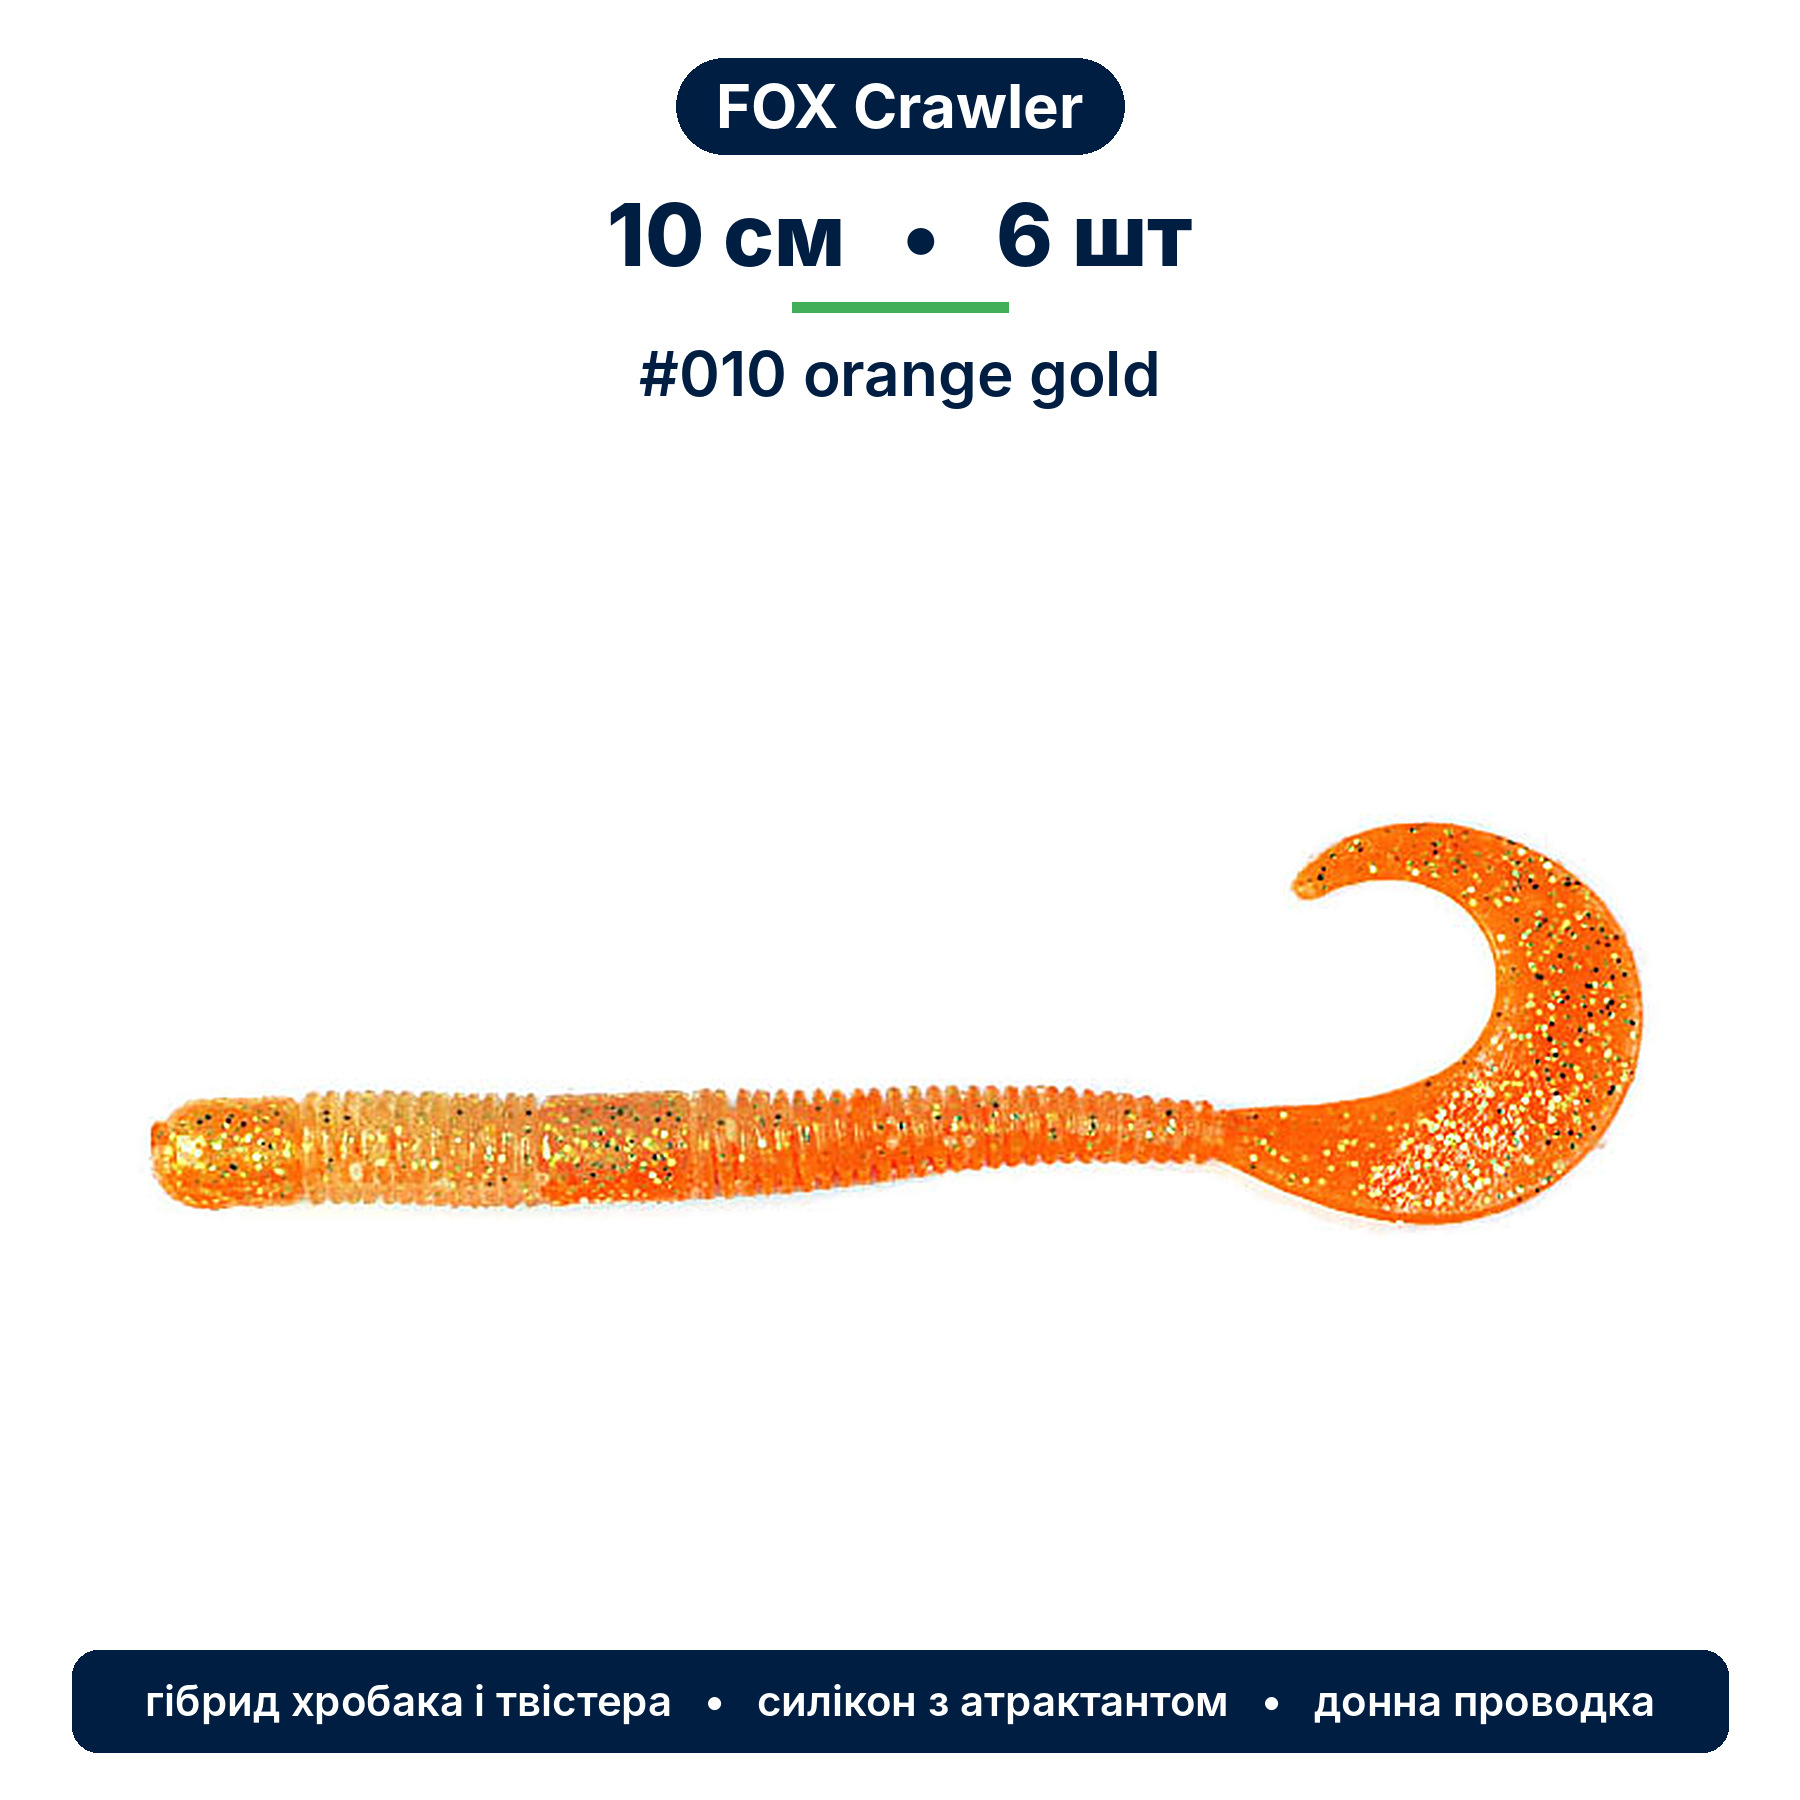 FOX Crawler
10 см • 6 шт
#010 orange gold
гібрид хробака і твістера • силікон з атрактантом • донна проводка